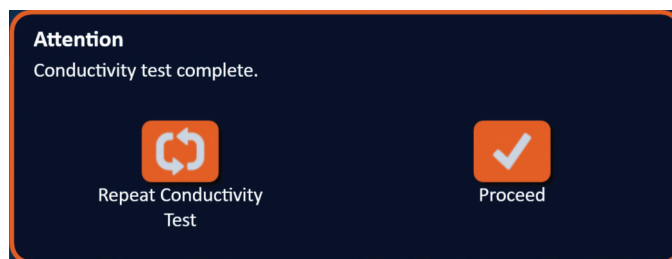 Attention
Conductivity test complete.
Repeat Conductivity
Test
Proceed